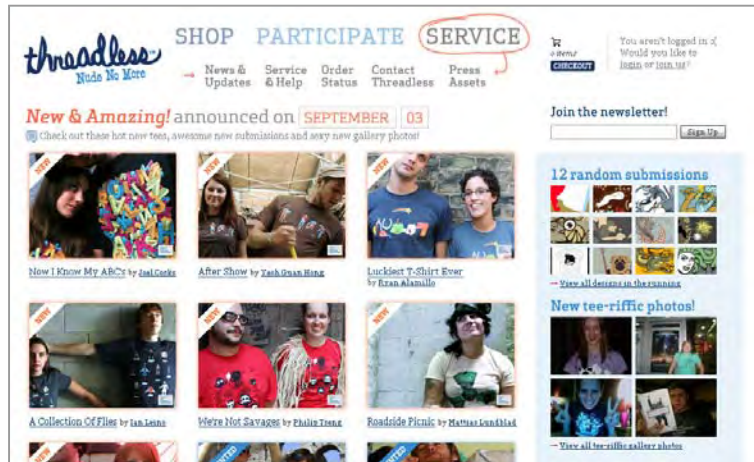 threadless
Nude No More
SHOP PARTICIPATE SERVICE
News & Updates
Service & Help
Order Status
Contact Threadless
Press Assets
0 items
CHECKOUT
You aren't logged in :(
Would you like to
login or join us?
New & Amazing! announced on SEPTEMBER 03
Check out these hot new tees, awesome new submissions and sexy new gallery photos!
NEW
Now I Know My ABC's by
NEW
After Show by Yeoh Guan Hong
NEW
Luckiest T-Shirt Ever
by Ryan Alamillo
NEW
A Collection Of Flies by Ian Leino
NEW
We're Not Savages by Philip Tseng
NEW
Roadside Picnic by Mattias Lundblad
NEW
Join the newsletter!
Sign Up
12 random submissions
View all designs in the running
New tee-riffic photos!
View all tee-riffic gallery photos